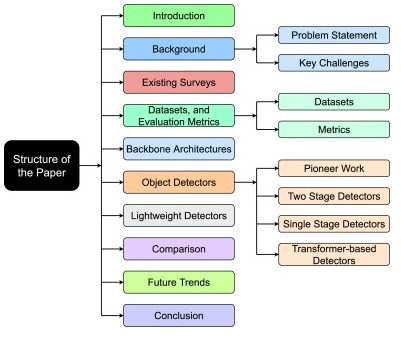 Structure of
the Paper
Introduction
Background
Problem Statement
Key Challenges
Existing Surveys
Datasets, and
Evaluation Metrics
Datasets
Metrics
Backbone Architectures
Object Detectors
Pioneer Work
Two Stage Detectors
Single Stage Detectors
Transformer-based
Detectors
Lightweight Detectors
Comparison
Future Trends
Conclusion